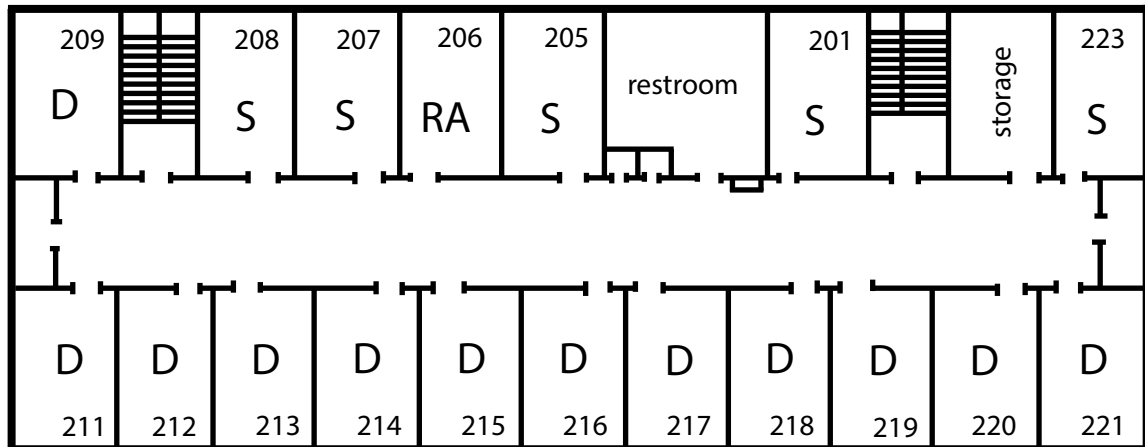 209 208 207 206 205 201 223
restroom
storage
D S S RA S S S
D D D D D D D D D D D
211 212 213 214 215 216 217 218 219 220 221